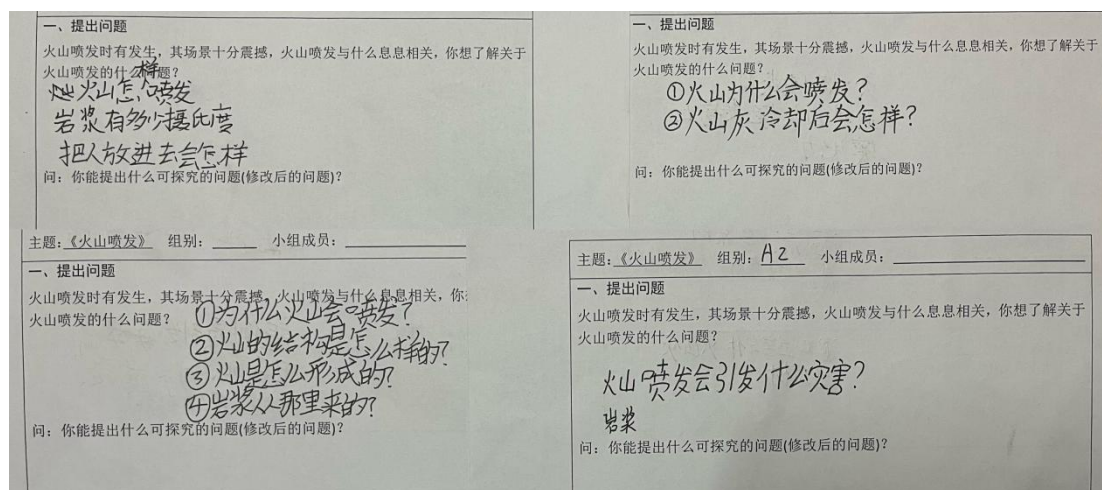 一、提出问题
火山喷发时有发生，其场景十分震撼，火山喷发与什么息息相关，你想了解关于
火山喷发的什么问题？
火山怎样喷发
岩浆有多少摄氏度
把人放进去会怎样
问：你能提出什么可探究的问题(修改后的问题)？
一、提出问题
火山喷发时有发生，其场景十分震撼，火山喷发与什么息息相关，你想了解关于
火山喷发的什么问题？
①火山为什么会喷发？
②火山灰冷却后会怎样？
问：你能提出什么可探究的问题(修改后的问题)？
主题：《火山喷发》 组别： 小组成员：
一、提出问题
火山喷发时有发生，其场景十分震撼，火山喷发与什么息息相关，你
火山喷发的什么问题？
①为什么火山会喷发？
②火山的结构是怎么样的？
③火山是怎么形成的？
④岩浆从那里来的？
问：你能提出什么可探究的问题(修改后的问题)？
主题：《火山喷发》 组别：A2 小组成员：
一、提出问题
火山喷发时有发生，其场景十分震撼，火山喷发与什么息息相关，你想了解关于
火山喷发的什么问题？
火山喷发会引发什么灾害？
岩浆
问：你能提出什么可探究的问题(修改后的问题)？